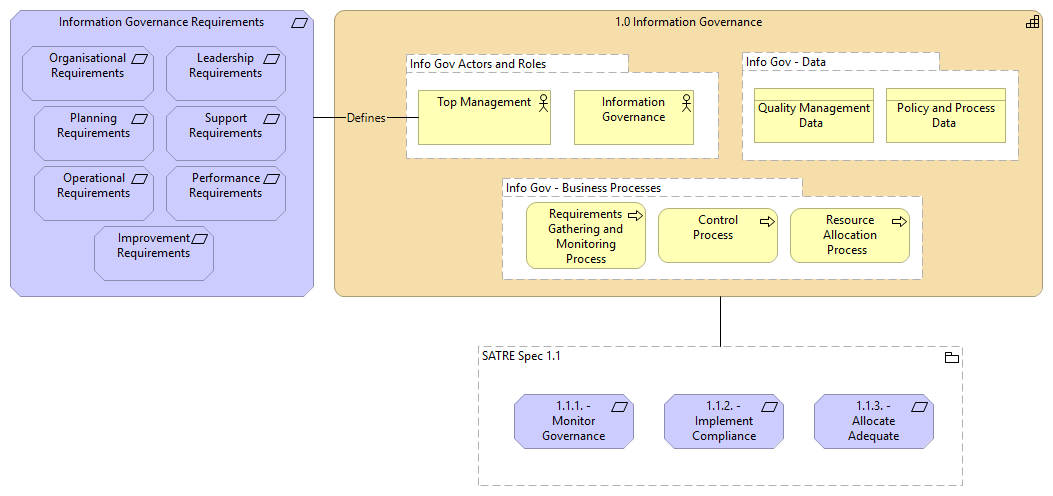 Information Governance Requirements
Organisational
Requirements
Leadership
Requirements
Planning
Requirements
Support
Requirements
Operational
Requirements
Performance
Requirements
Improvement
Requirements
Defines
1.0 Information Governance
Info Gov Actors and Roles
Top Management
Information
Governance
Info Gov - Data
Quality Management
Data
Policy and Process
Data
Info Gov - Business Processes
Requirements
Gathering and
Monitoring
Process
Control
Process
Resource
Allocation
Process
SATRE Spec 1.1
1.1.1. -
Monitor
Governance
1.1.2. -
Implement
Compliance
1.1.3. -
Allocate
Adequate